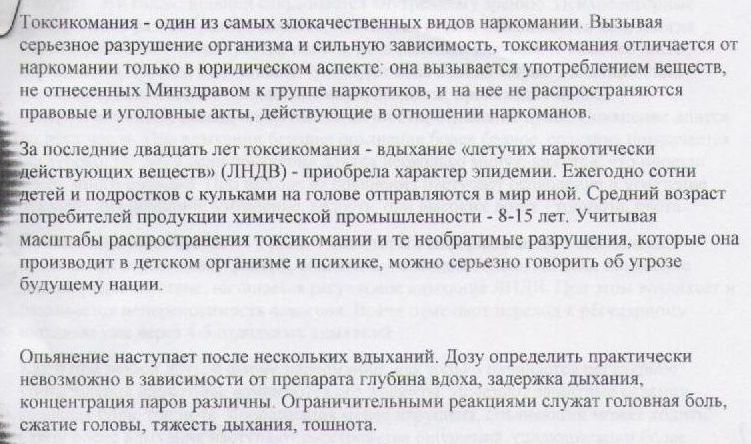 Токсикомания - один из самых злокачественных видов наркомании. Вызывая
серьезное разрушение организма и сильную зависимость, токсикомания отличается от
наркомании только в юридическом аспекте: она вызывается употреблением веществ,
не отнесенных Минздравом к группе наркотиков, и на нее не распространяются
правовые и уголовные акты, действующие в отношении наркоманов.
За последние двадцать лет токсикомания - вдыхание «летучих наркотически
действующих веществ» (ЛНДВ) - приобрела характер эпидемии. Ежегодно сотни
детей и подростков с кульками на голове отправляются в мир иной. Средний возраст
потребителей продукции химической промышленности - 8-15 лет. Учитывая
масштабы распространения токсикомании и те необратимые разрушения, которые она
производит в детском организме и психике, можно серьезно говорить об угрозе
будущему нации.
Опьянение наступает после нескольких вдыханий. Дозу определить практически
невозможно в зависимости от препарата глубина вдоха, задержка дыхания,
концентрация паров различны. Ограничительными реакциями служат головная боль,
сжатие головы, тяжесть дыхания, тошнота.